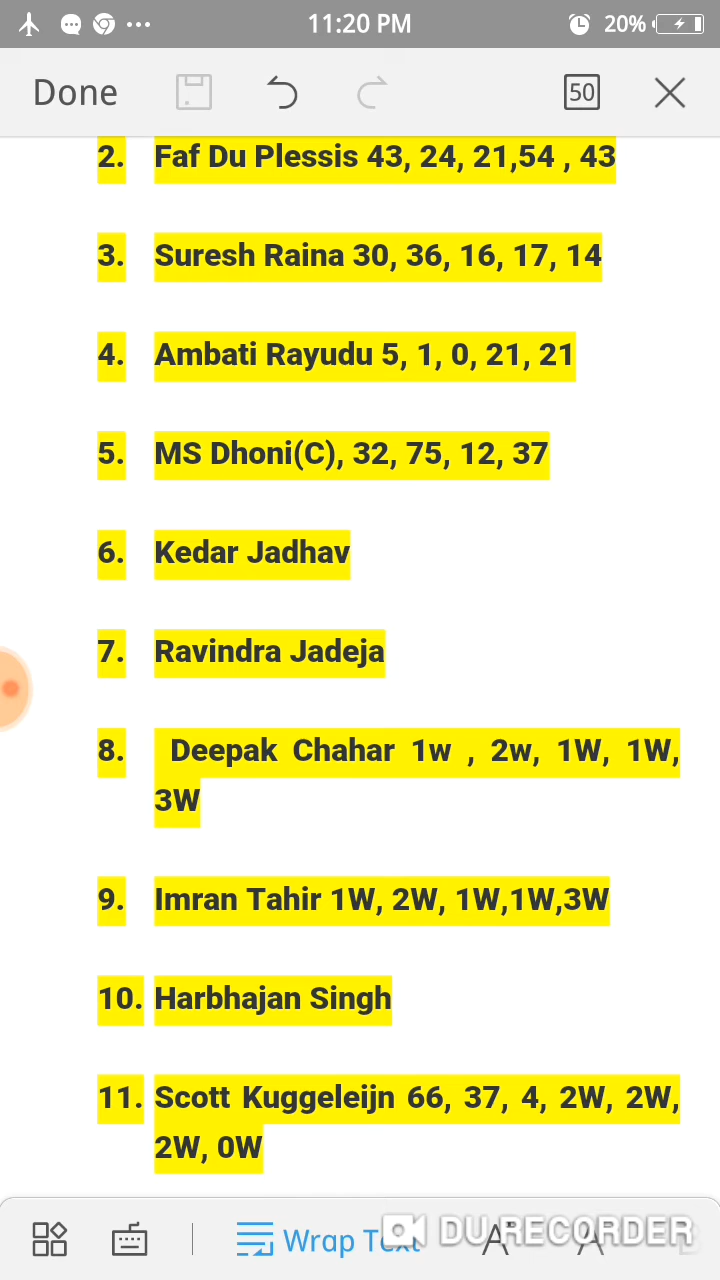 11:20 PM
20%
Done
50
2. Faf Du Plessis 43, 24, 21,54 , 43
3. Suresh Raina 30, 36, 16, 17, 14
4. Ambati Rayudu 5, 1, 0, 21, 21
5. MS Dhoni(C), 32, 75, 12, 37
6. Kedar Jadhav
7. Ravindra Jadeja
8. Deepak Chahar 1w , 2w, 1W, 1W,
3W
9. Imran Tahir 1W, 2W, 1W,1W,3W
10. Harbhajan Singh
11. Scott Kuggeleijn 66, 37, 4, 2W, 2W,
2W, 0W
Wrap Text
DU RECORDER